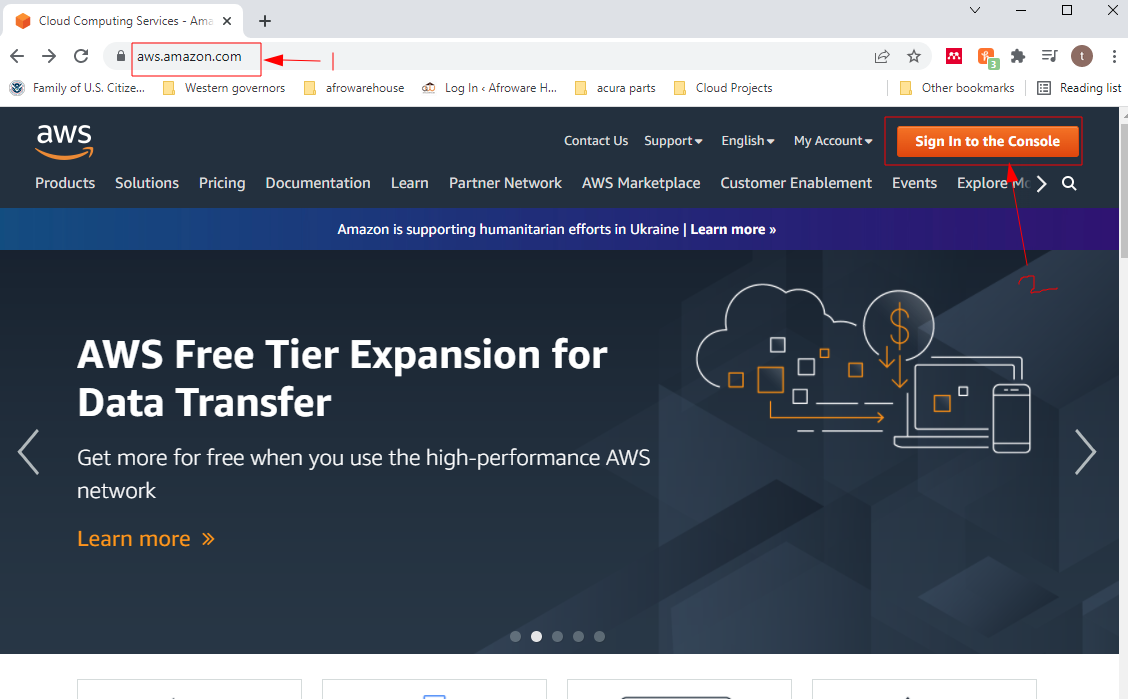 Cloud Computing Services - Ama
aws.amazon.com
1
3
t
Family of U.S. Citize...
Western governors
afrowarehouse
Log In ‹ Afroware H...
acura parts
Cloud Projects
Other bookmarks
Reading list
aws
Contact Us
Support
English
My Account
Sign In to the Console
Products
Solutions
Pricing
Documentation
Learn
Partner Network
AWS Marketplace
Customer Enablement
Events
Explore Mo
2
Amazon is supporting humanitarian efforts in Ukraine | Learn more »
$
AWS Free Tier Expansion for
Data Transfer
Get more for free when you use the high-performance AWS
network
Learn more »